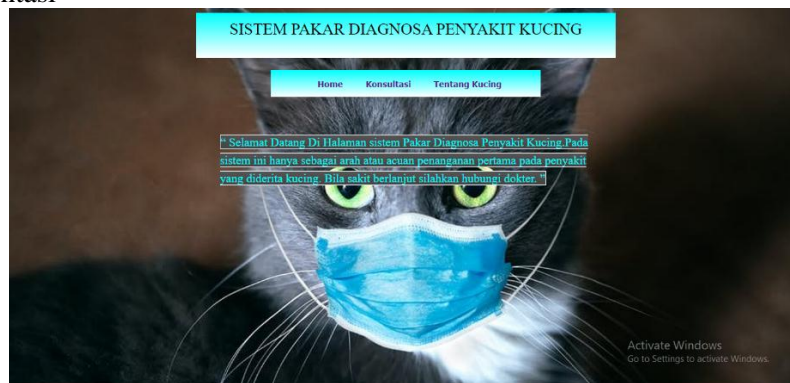 SISTEM PAKAR DIAGNOSA PENYAKIT KUCING
Home Konsultasi Tentang Kucing
" Selamat Datang Di Halaman sistem Pakar Diagnosa Penyakit Kucing.Pada
sistem ini hanya sebagai arah atau acuan penanganan pertama pada penyakit
yang diderita kucing. Bila sakit berlanjut silahkan hubungi dokter. "
Activate Windows
Go to Settings to activate Windows.